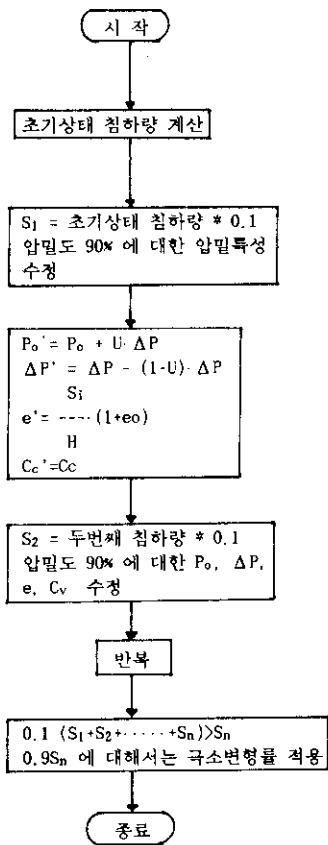 시 작
초기상태 침하량 계산
S₁ = 초기상태 침하량 * 0.1
압밀도 90% 에 대한 압밀특성
수정
Pₒ' = Pₒ + U· ΔP
ΔP' = ΔP - (1-U)· ΔP
Sᵢ
e'= ----·(1+eo)
H
Cc'=Cc
S₂ = 두번째 침하량 * 0.1
압밀도 90% 에 대한 Pₒ, ΔP,
e, Cᵥ 수정
반복
0.1 (S₁+S₂+·····+Sₙ)>Sₙ
0.9Sₙ 에 대해서는 극소변형률 적용
종료